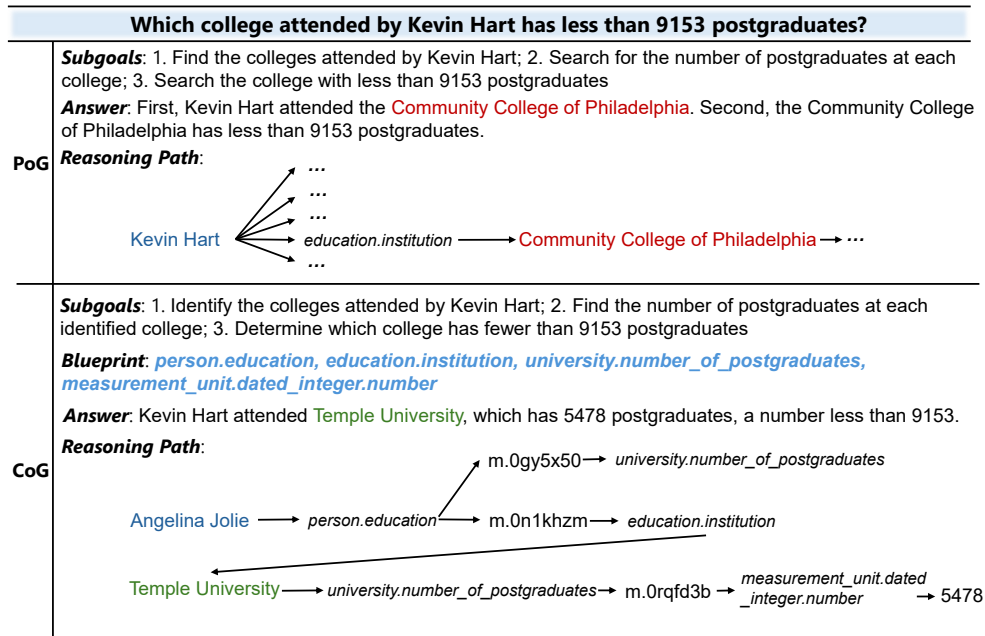 Which college attended by Kevin Hart has less than 9153 postgraduates?
PoG
Subgoals: 1. Find the colleges attended by Kevin Hart; 2. Search for the number of postgraduates at each
college; 3. Search the college with less than 9153 postgraduates
Answer: First, Kevin Hart attended the Community College of Philadelphia. Second, the Community College
of Philadelphia has less than 9153 postgraduates.
Reasoning Path:
...
...
...
Kevin Hart education.institution Community College of Philadelphia ...
...
CoG
Subgoals: 1. Identify the colleges attended by Kevin Hart; 2. Find the number of postgraduates at each
identified college; 3. Determine which college has fewer than 9153 postgraduates
Blueprint: person.education, education.institution, university.number_of_postgraduates,
measurement_unit.dated_integer.number
Answer: Kevin Hart attended Temple University, which has 5478 postgraduates, a number less than 9153.
Reasoning Path:
m.0gy5x50 university.number_of_postgraduates
Angelina Jolie person.education m.0n1khzm education.institution
Temple University university.number_of_postgraduates m.0rqfd3b measurement_unit.dated
_integer.number 5478